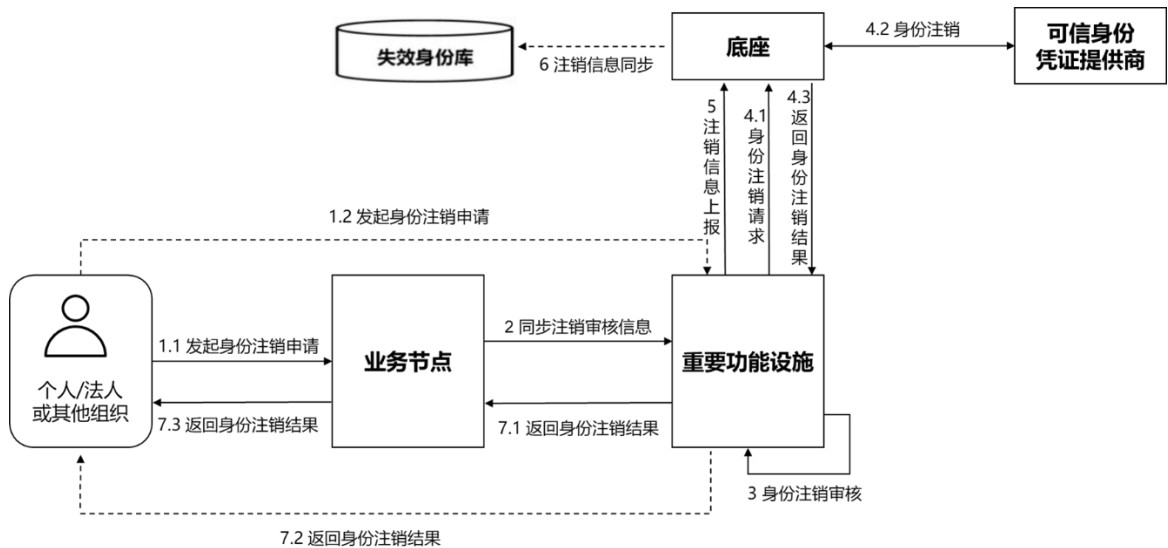 失效身份库
6 注销信息同步
底座
4.2 身份注销
可信身份
凭证提供商
5 注销信息上报
4.1 身份注销请求
4.3 返回身份注销结果
1.2 发起身份注销申请
个人/法人
或其他组织
1.1 发起身份注销申请
7.3 返回身份注销结果
业务节点
2 同步注销审核信息
7.1 返回身份注销结果
重要功能设施
3 身份注销审核
7.2 返回身份注销结果